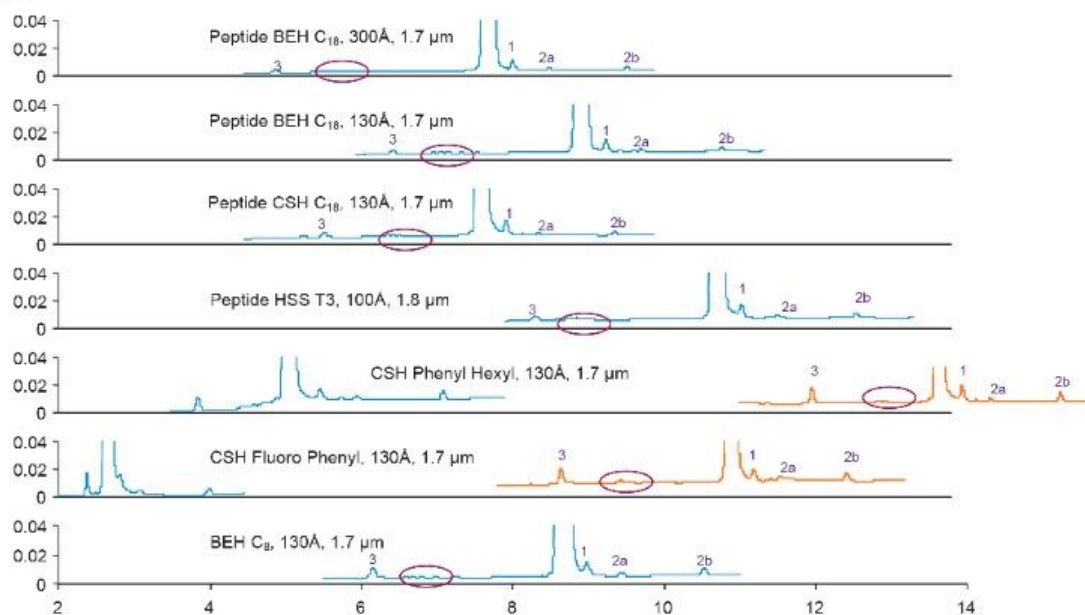 0.04
Peptide BEH C₁₈, 300Å, 1.7 µm
0.02
3 1 2a 2b
0
0.04
Peptide BEH C₁₈, 130Å, 1.7 µm
0.02
3 1 2a 2b
0
0.04
Peptide CSH C₁₈, 130Å, 1.7 µm
0.02
3 1 2a 2b
0
0.04
Peptide HSS T3, 100Å, 1.8 µm
0.02
3 1 2a 2b
0
0.04
CSH Phenyl Hexyl, 130Å, 1.7 µm
0.02
3 1 2a 2b
0
0.04
CSH Fluoro Phenyl, 130Å, 1.7 µm
0.02
3 1 2a 2b
0
0.04
BEH C₈, 130Å, 1.7 µm
0.02
3 1 2a 2b
0
2 4 6 8 10 12 14